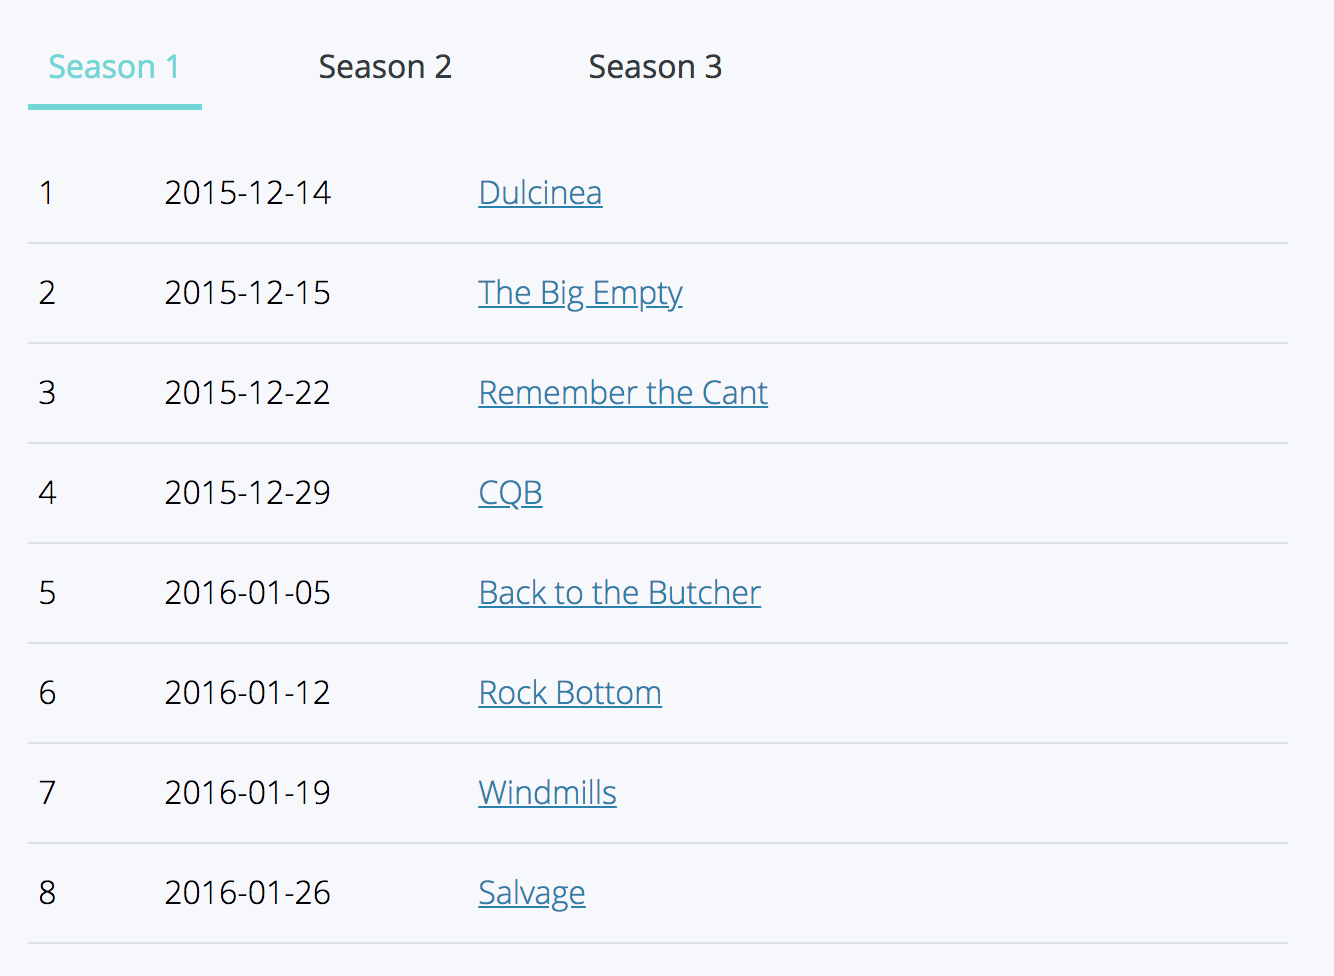 Season 1 Season 2 Season 3
1 2015-12-14 Dulcinea
2 2015-12-15 The Big Empty
3 2015-12-22 Remember the Cant
4 2015-12-29 CQB
5 2016-01-05 Back to the Butcher
6 2016-01-12 Rock Bottom
7 2016-01-19 Windmills
8 2016-01-26 Salvage